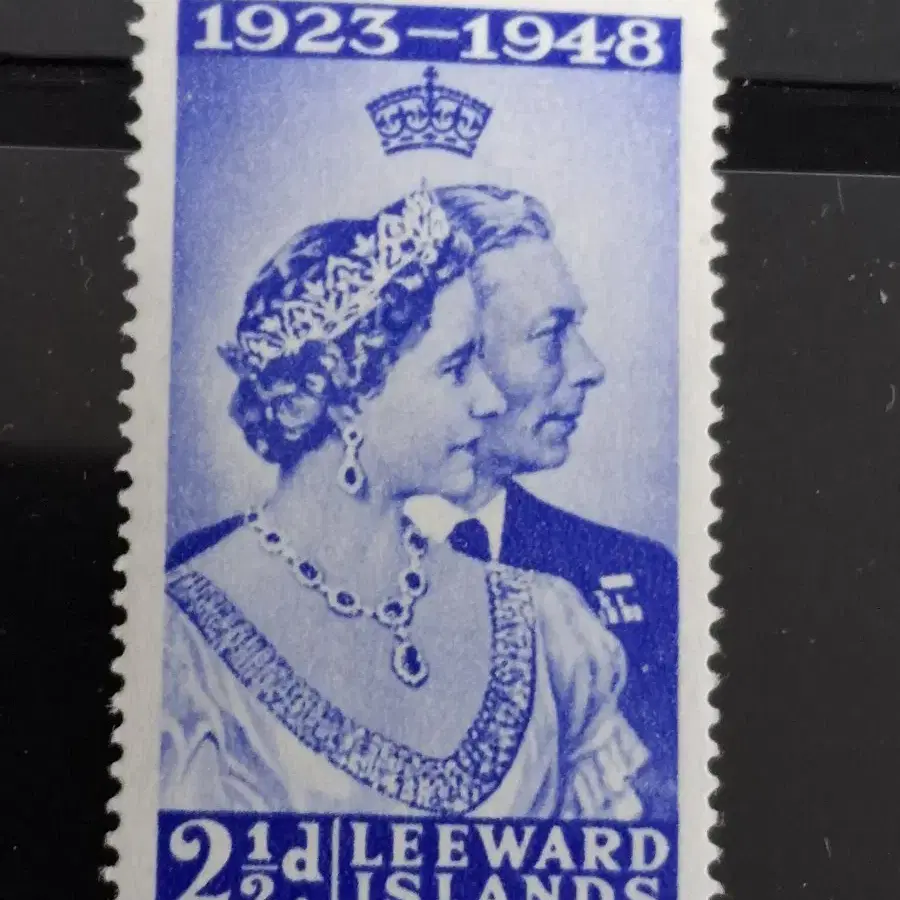 1923–1948
2½d. LEEWARD
ISLANDS